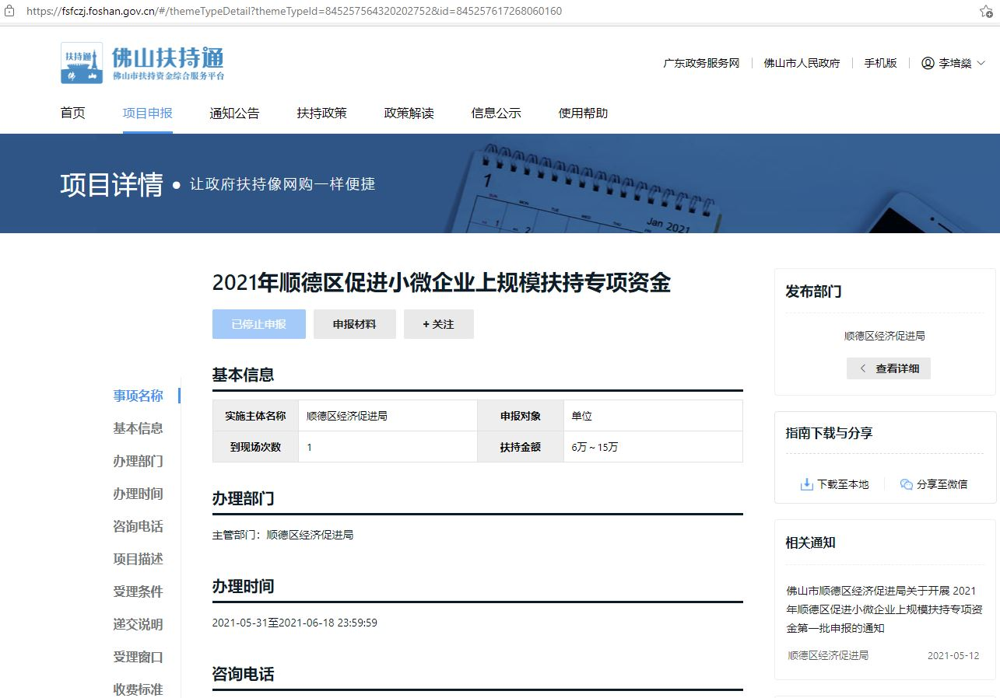 https://fsfczj.foshan.gov.cn/#/themeTypeDetail?themeTypeId=845257564320202752&id=845257617268060160
扶持通
佛山
佛山扶持通
佛山市扶持资金综合服务平台
广东政务服务网 佛山市人民政府 手机版 李培燊
首页 项目申报 通知公告 扶持政策 政策解读 信息公示 使用帮助
项目详情 ● 让政府扶持像网购一样便捷
1
SUN MON TUE WED THU FRI
Jan 2021
1 2
2021年顺德区促进小微企业上规模扶持专项资金
已停止申报 申报材料 + 关注
事项名称
基本信息
办理部门
办理时间
咨询电话
项目描述
受理条件
递交说明
受理窗口
收费标准
基本信息
实施主体名称 顺德区经济促进局 申报对象 单位
到现场次数 1 扶持金额 6万～15万
办理部门
主管部门：顺德区经济促进局
办理时间
2021-05-31至2021-06-18 23:59:59
咨询电话
发布部门
顺德区经济促进局
查看详细
指南下载与分享
下载至本地 分享至微信
相关通知
佛山市顺德区经济促进局关于开展 2021
年顺德区促进小微企业上规模扶持专项资
金第一批申报的通知
顺德区经济促进局 2021-05-12